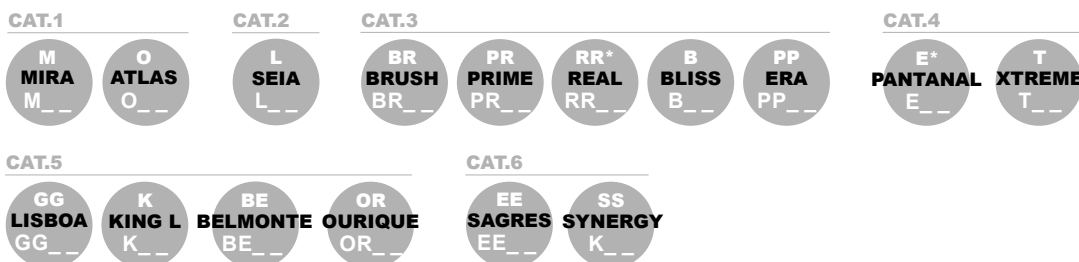 CAT.1 CAT.2 CAT.3 CAT.4
M O L BR PR RR* B PP E* T
MIRA ATLAS SEIA BRUSH PRIME REAL BLISS ERA PANTANAL XTREME
M_ _ O_ _ L_ _ BR_ _ PR_ _ RR_ _ B_ _ PP_ _ E_ _ T_ _
CAT.5 CAT.6
GG K BE OR EE SS
LISBOA KING L BELMONTE OURIQUE SAGRES SYNERGY
GG_ _ K_ _ BE_ _ OR_ _ EE_ _ K_ _